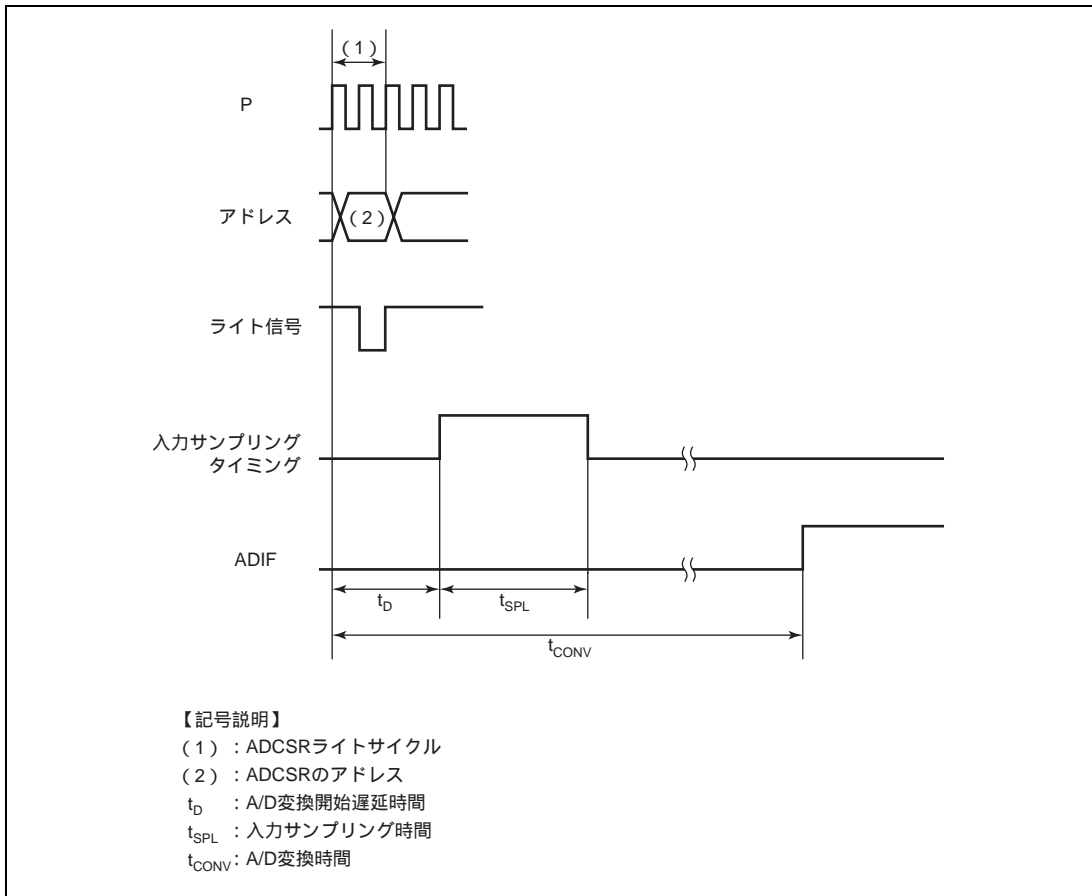 (1)
P
アドレス
(2)
ライト信号
入力サンプリング
タイミング
ADIF
tD
tSPL
tCONV
【記号説明】
(1) : ADCSRライトサイクル
(2) : ADCSRのアドレス
tD : A/D変換開始遅延時間
tSPL : 入力サンプリング時間
tCONV : A/D変換時間